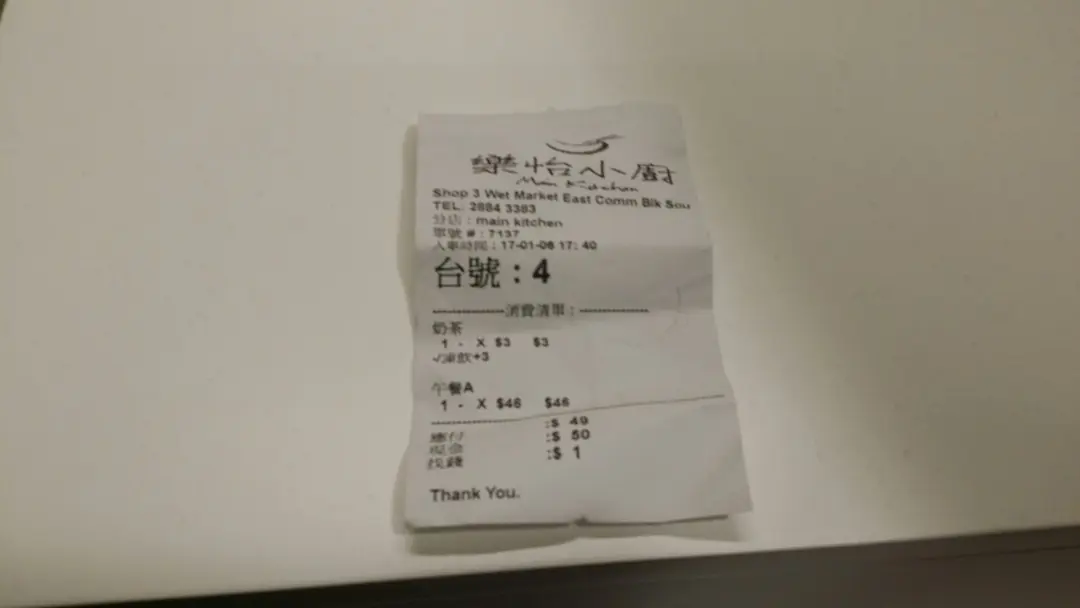 樂怡小廚
Main Kitchen
Shop 3 Wet Market East Comm Bik Sou
TEL: 2884 3383
分店：main kitchen
單號 #：7137
入單時間：17-01-06 17: 40
台號：4
---------------消費清單：---------------
奶茶
1 - X $3 $3
√凍飲+3
午餐A
1 - X $46 $46
應付 :$ 49
現金 :$ 50
找錢 :$ 1
Thank You.